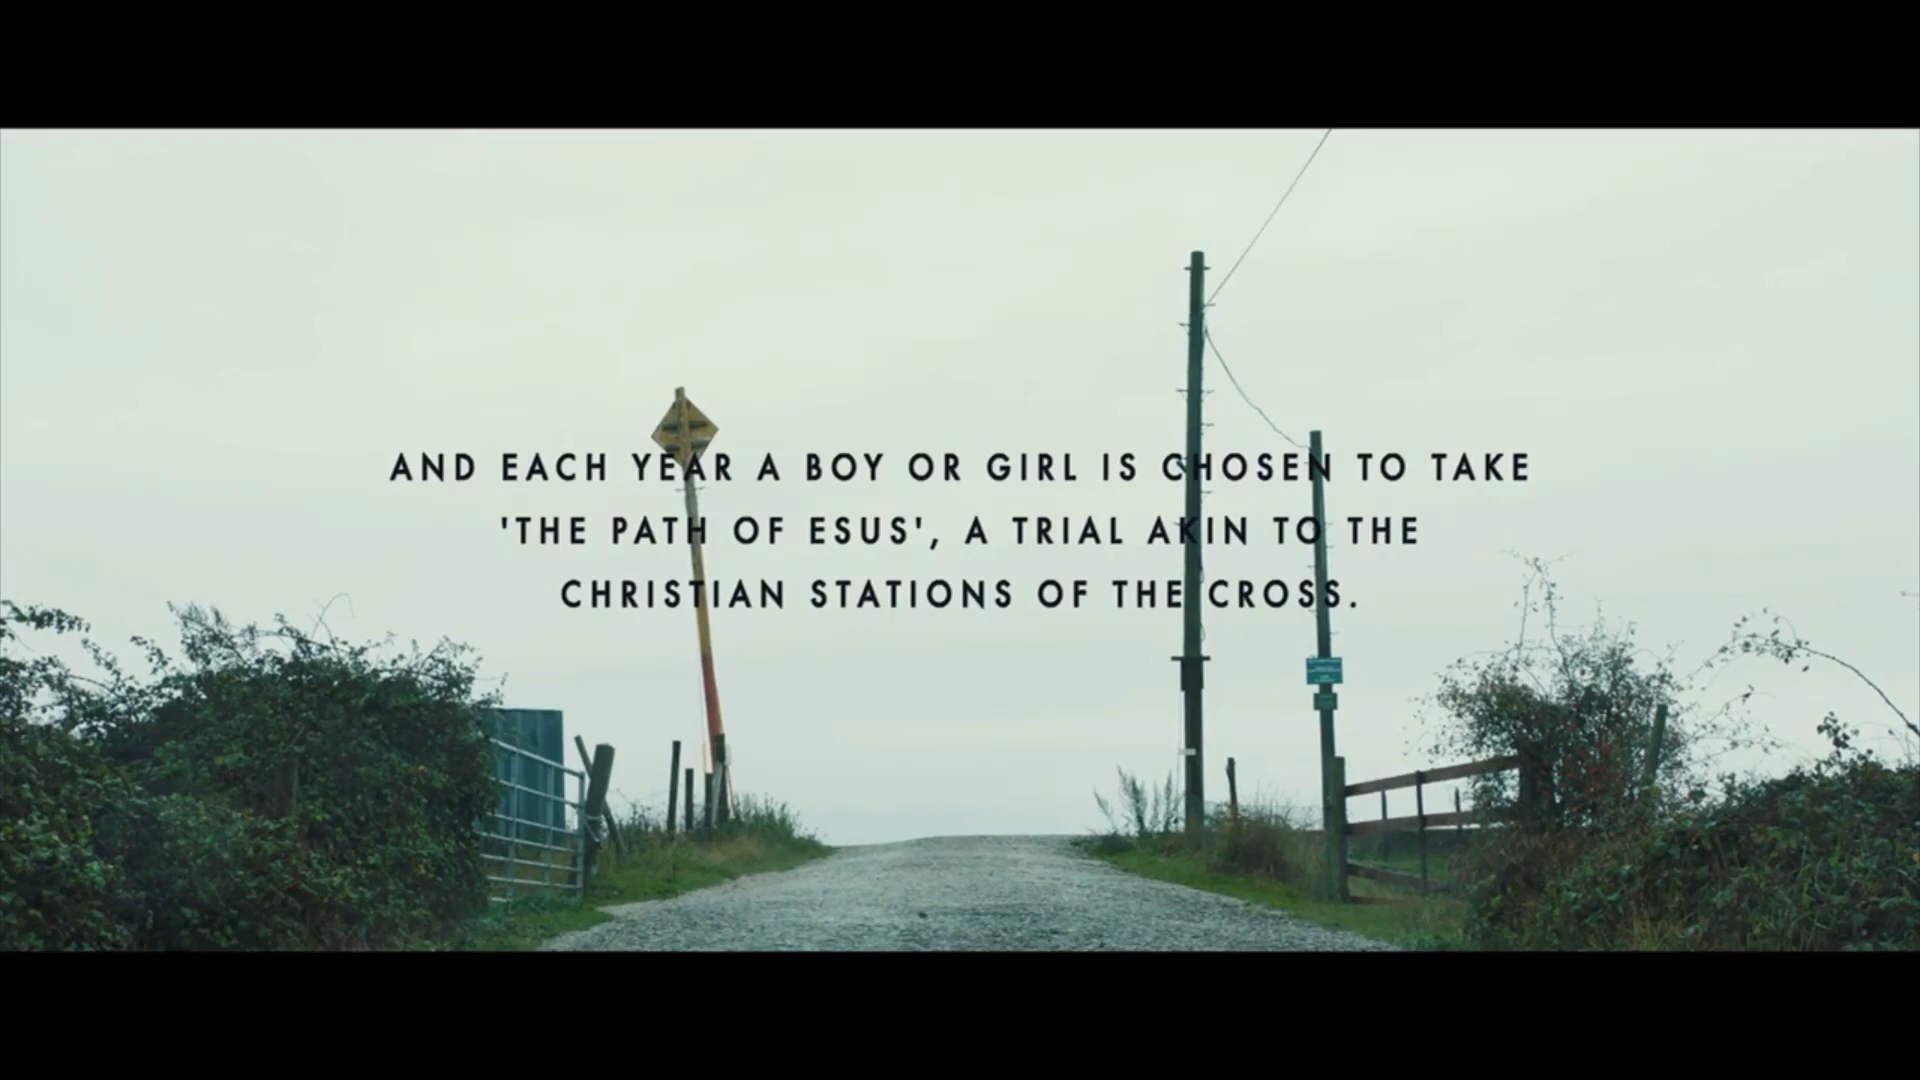 AND EACH YEAR A BOY OR GIRL IS CHOSEN TO TAKE
'THE PATH OF ESUS', A TRIAL AKIN TO THE
CHRISTIAN STATIONS OF THE CROSS.